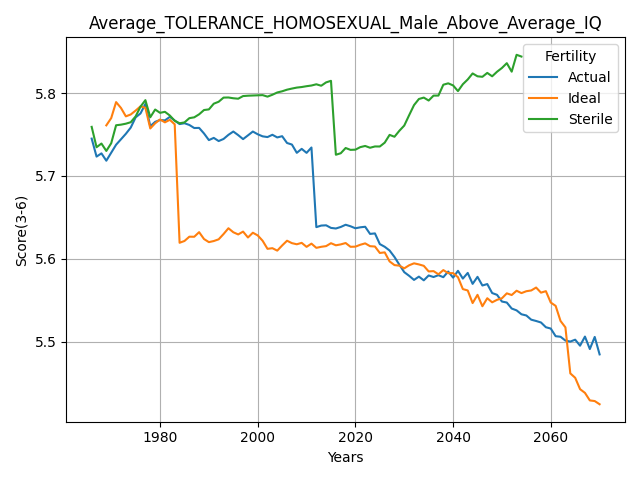 Average_TOLERANCE_HOMOSEXUAL_Male_Above_Average_IQ
Fertility
Actual
Ideal
Sterile
Score(3-6)
5.8
5.7
5.6
5.5
1980
2000
2020
2040
2060
Years